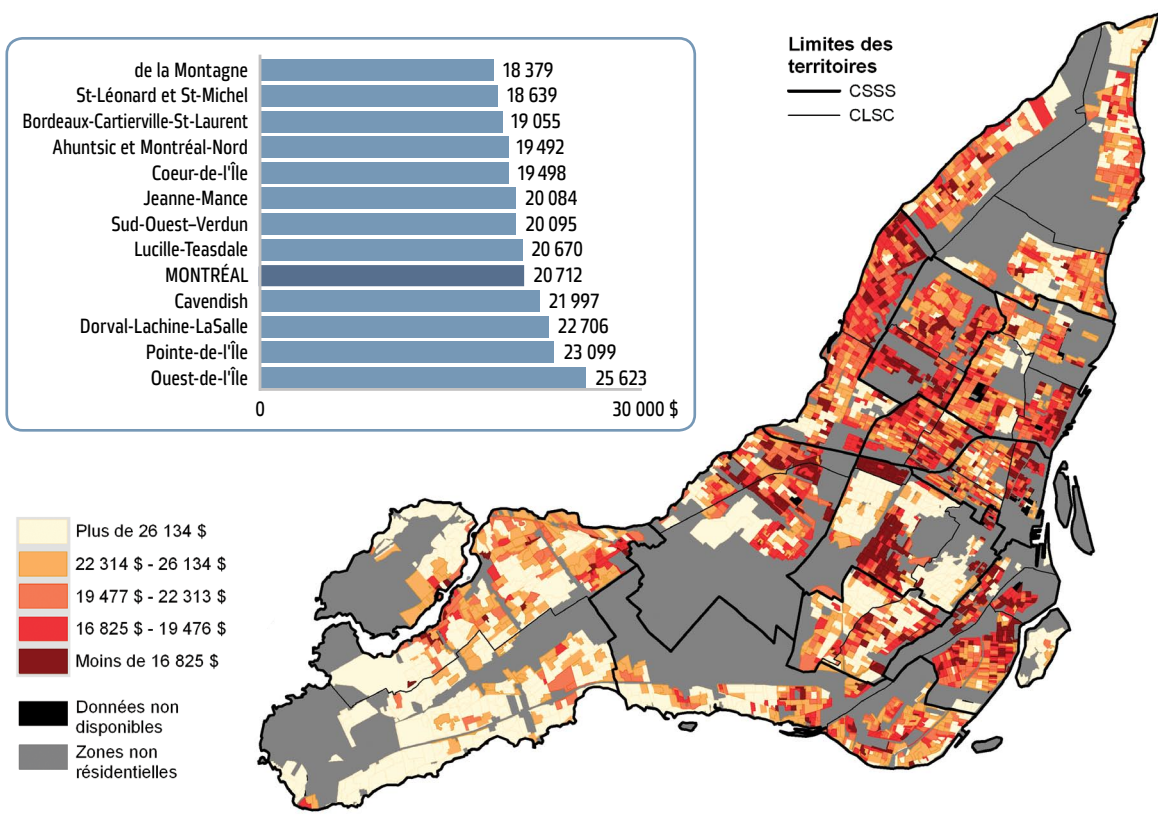 de la Montagne 18 379
St-Léonard et St-Michel 18 639
Bordeaux-Cartierville-St-Laurent 19 055
Ahuntsic et Montréal-Nord 19 492
Coeur-de-l'Île 19 498
Jeanne-Mance 20 084
Sud-Ouest–Verdun 20 095
Lucille-Teasdale 20 670
MONTRÉAL 20 712
Cavendish 21 997
Dorval-Lachine-LaSalle 22 706
Pointe-de-l'Île 23 099
Ouest-de-l'Île 25 623
0 30 000 $
Limites des
territoires
CSSS
CLSC
Plus de 26 134 $
22 314 $ - 26 134 $
19 477 $ - 22 313 $
16 825 $ - 19 476 $
Moins de 16 825 $
Données non
disponibles
Zones non
résidentielles